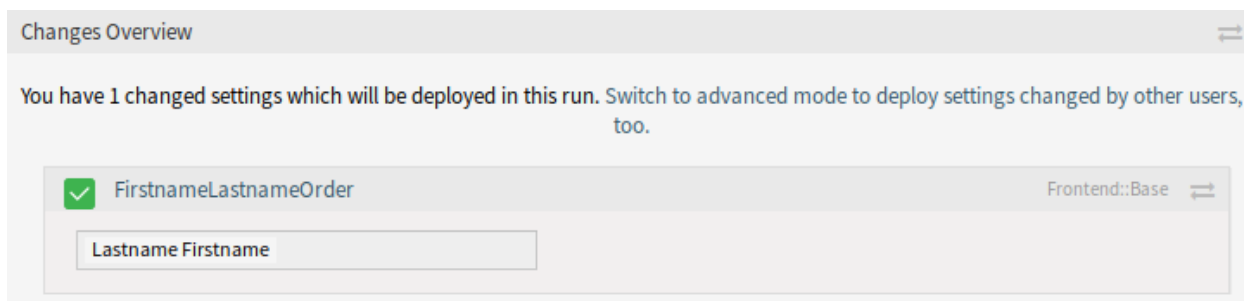 Changes Overview
You have 1 changed settings which will be deployed in this run. Switch to advanced mode to deploy settings changed by other users,
too.
FirstnameLastnameOrder Frontend::Base
Lastname Firstname